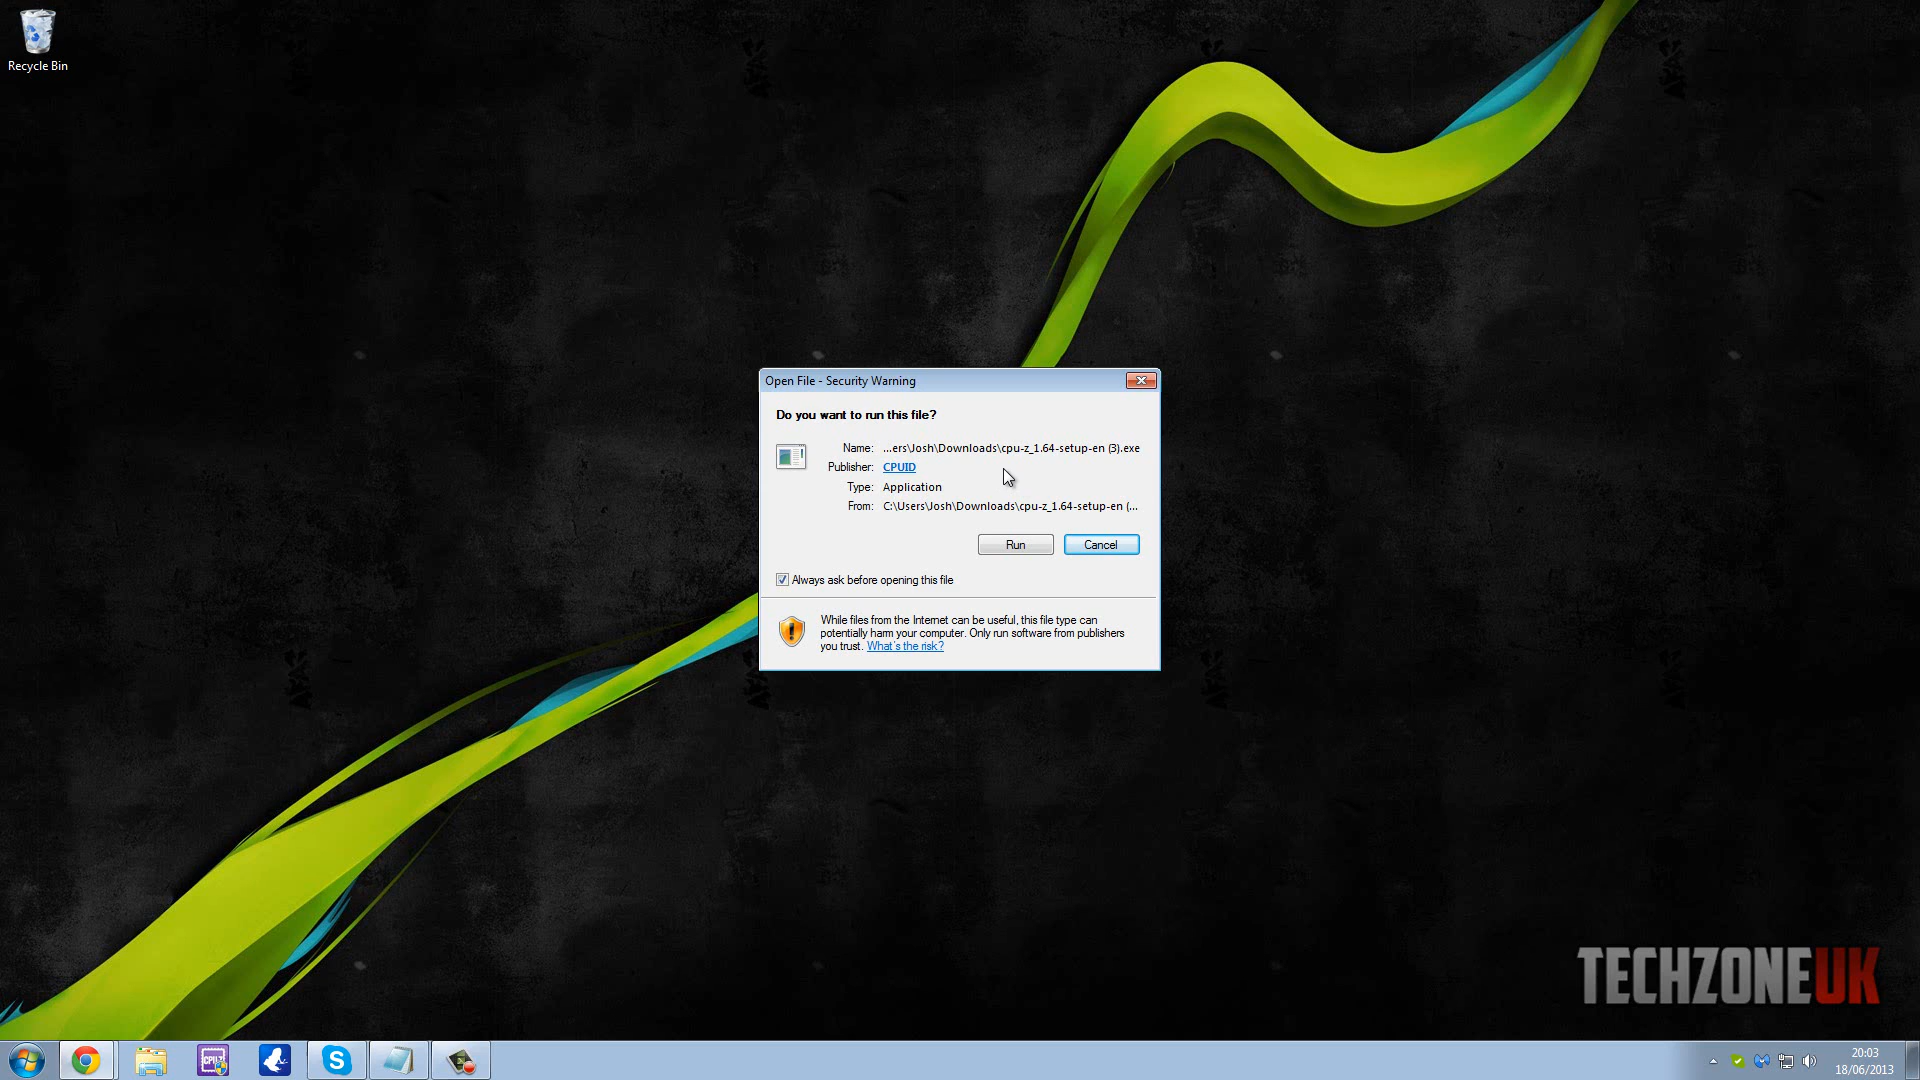 Recycle Bin
Open File - Security Warning
Do you want to run this file?
Name: ...ers\Josh\Downloads\cpu-z_1.64-setup-en (3).exe
Publisher: CPUID
Type: Application
From: C:\Users\Josh\Downloads\cpu-z_1.64-setup-en (...
Run Cancel
Always ask before opening this file
While files from the Internet can be useful, this file type can
potentially harm your computer. Only run software from publishers
you trust. What's the risk?
TECHZONEUK
CPU-Z
20:03
18/06/2013